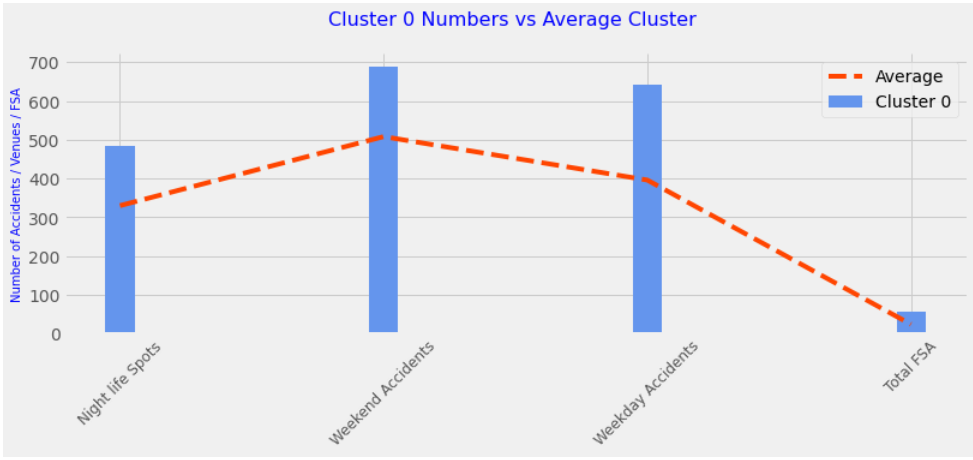 Cluster 0 Numbers vs Average Cluster
Number of Accidents / Venues / FSA
700
600
500
400
300
200
100
0
Average
Cluster 0
Night life Spots
Weekend Accidents
Weekday Accidents
Total FSA